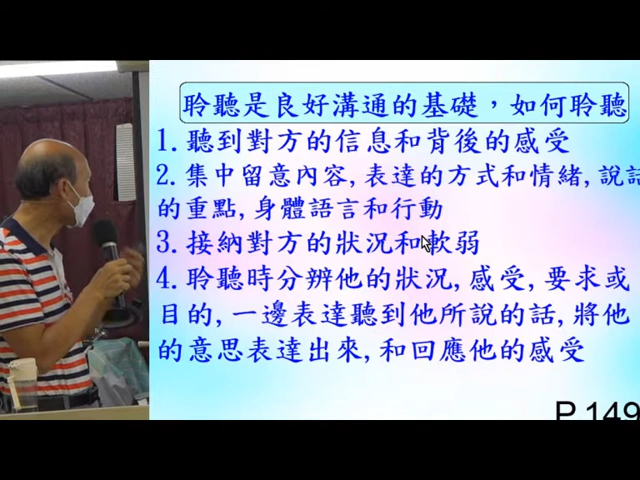 聆聽是良好溝通的基礎，如何聆聽
1. 聽到對方的信息和背後的感受
2. 集中留意內容, 表達的方式和情緒, 說話
的重點, 身體語言和行動
3. 接納對方的狀況和軟弱
4. 聆聽時分辨他的狀況, 感受, 要求或
目的, 一邊表達聽到他所說的話, 將他
的意思表達出來, 和回應他的感受
P.149